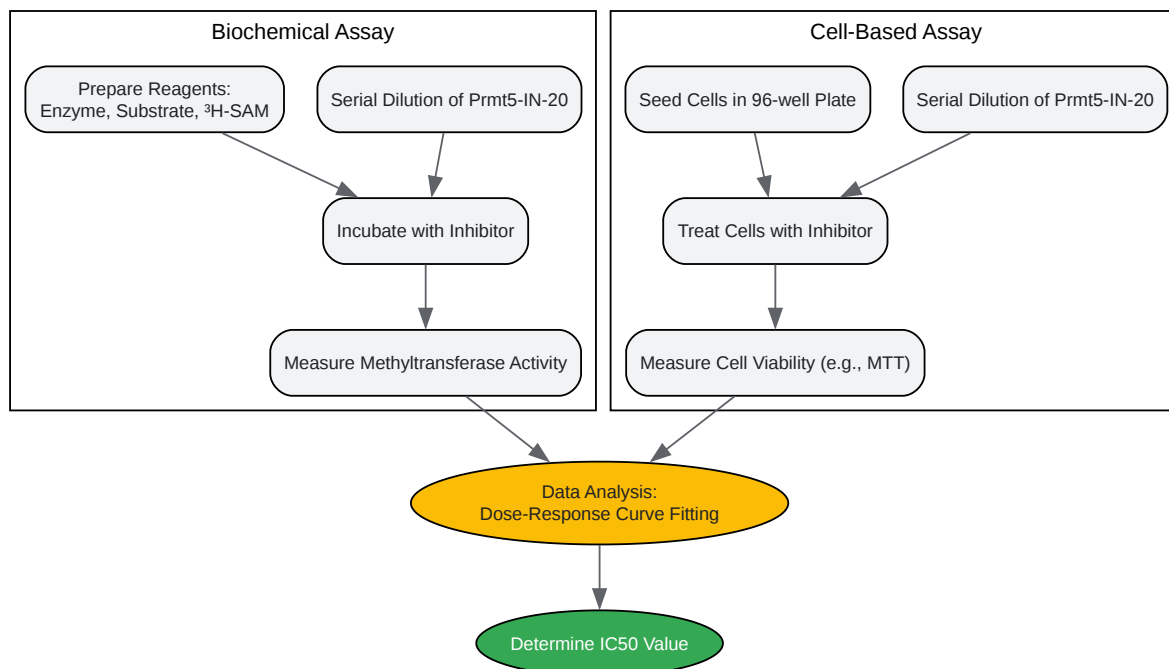 Biochemical Assay
Prepare Reagents:
Enzyme, Substrate, ³H-SAM
Serial Dilution of Prmt5-IN-20
Incubate with Inhibitor
Measure Methyltransferase Activity
Cell-Based Assay
Seed Cells in 96-well Plate
Serial Dilution of Prmt5-IN-20
Treat Cells with Inhibitor
Measure Cell Viability (e.g., MTT)
Data Analysis:
Dose-Response Curve Fitting
Determine IC50 Value